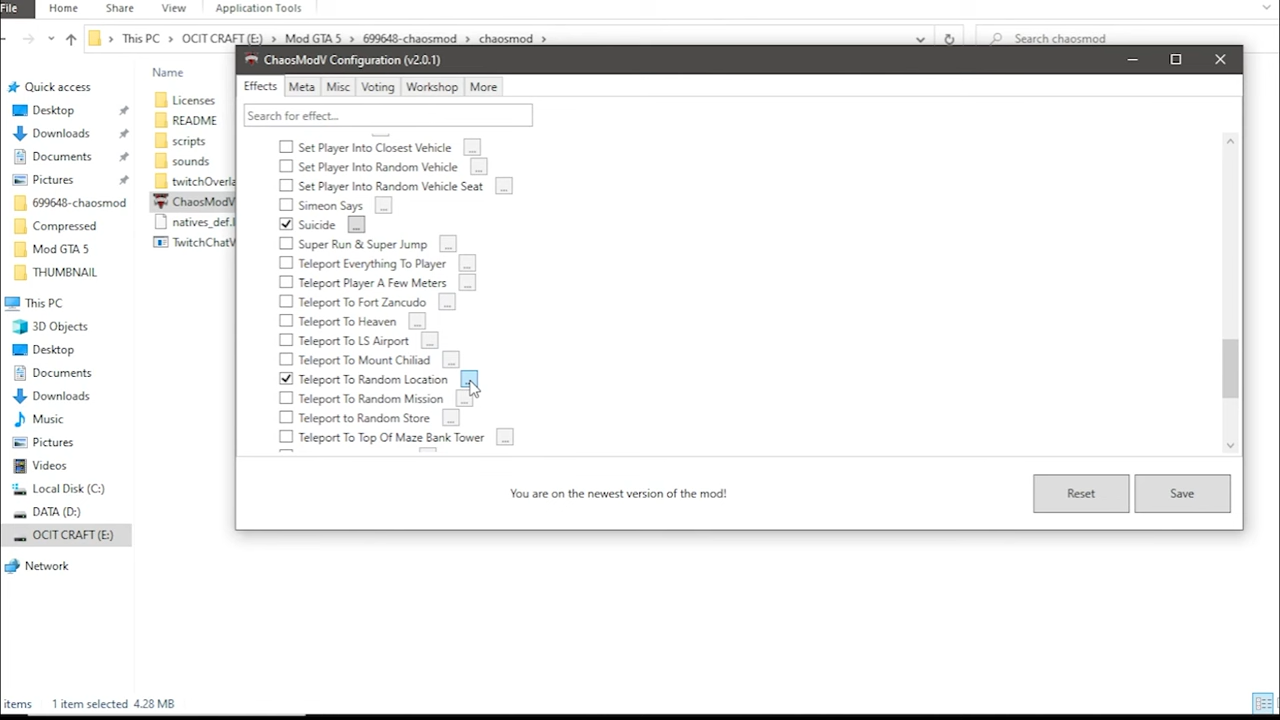 File Home Share View Application Tools
This PC OCIT CRAFT (E:) Mod GTA 5 699648-chaosmod chaosmod
Search chaosmod
ChaosModV Configuration (v2.0.1)
Effects Meta Misc Voting Workshop More
Search for effect...
Name
Quick access
Desktop
Downloads
Documents
Pictures
699648-chaosmod
Compressed
Mod GTA 5
THUMBNAIL
This PC
3D Objects
Desktop
Documents
Downloads
Music
Pictures
Videos
Local Disk (C:)
DATA (D:)
OCIT CRAFT (E:)
Network
Licenses
README
scripts
sounds
twitchOverla
ChaosModV
natives_def.
TwitchChatV
Set Player Into Closest Vehicle ...
Set Player Into Random Vehicle ...
Set Player Into Random Vehicle Seat ...
Simeon Says ...
Suicide ...
Super Run & Super Jump ...
Teleport Everything To Player ...
Teleport Player A Few Meters ...
Teleport To Fort Zancudo ...
Teleport To Heaven ...
Teleport To LS Airport ...
Teleport To Mount Chiliad ...
Teleport To Random Location ...
Teleport To Random Mission ...
Teleport to Random Store ...
Teleport To Top Of Maze Bank Tower ...
You are on the newest version of the mod!
Reset
Save
items 1 item selected 4.28 MB